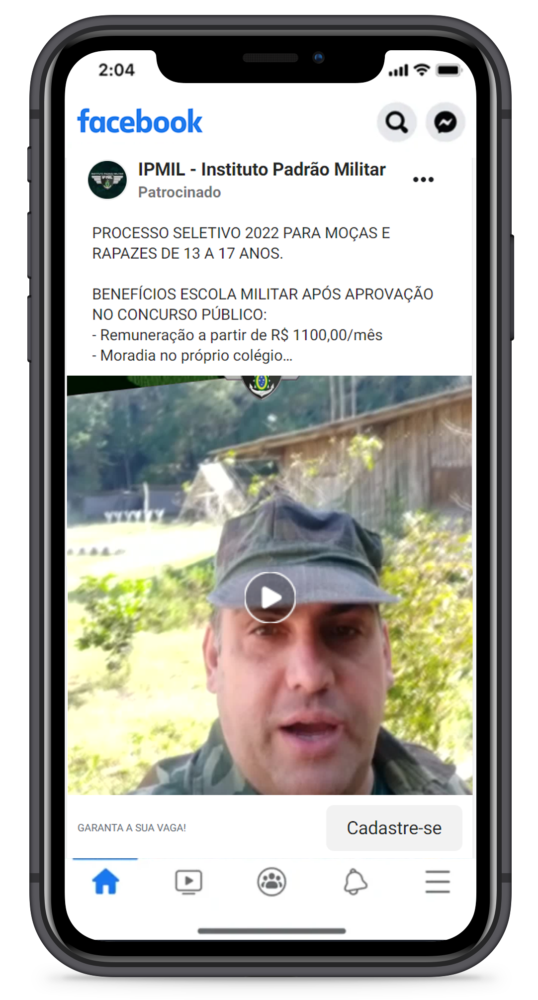 2:04
facebook
IPMIL - Instituto Padrão Militar
Patrocinado
PROCESSO SELETIVO 2022 PARA MOÇAS E
RAPAZES DE 13 A 17 ANOS.
BENEFÍCIOS ESCOLA MILITAR APÓS APROVAÇÃO
NO CONCURSO PÚBLICO:
- Remuneração a partir de R$ 1100,00/mês
- Moradia no próprio colégio...
GARANTA A SUA VAGA!
Cadastre-se